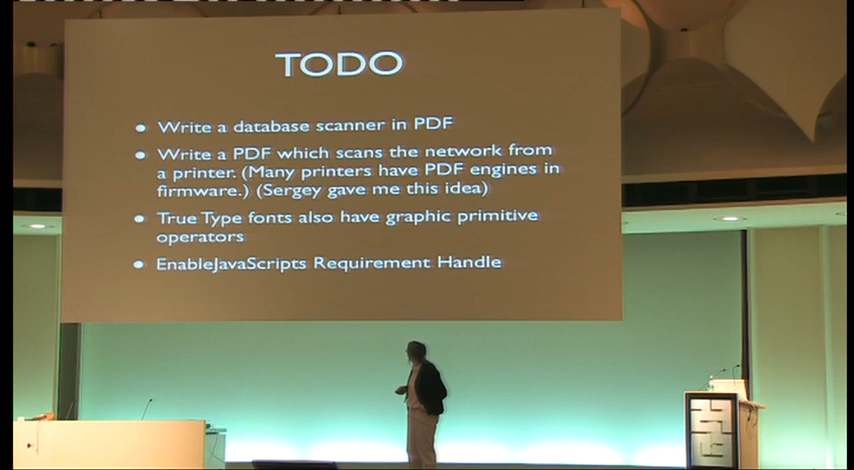 TODO
• Write a database scanner in PDF
• Write a PDF which scans the network from
a printer. (Many printers have PDF engines in
firmware.) (Sergey gave me this idea)
• True Type fonts also have graphic primitive
operators
• EnableJavaScripts Requirement Handle